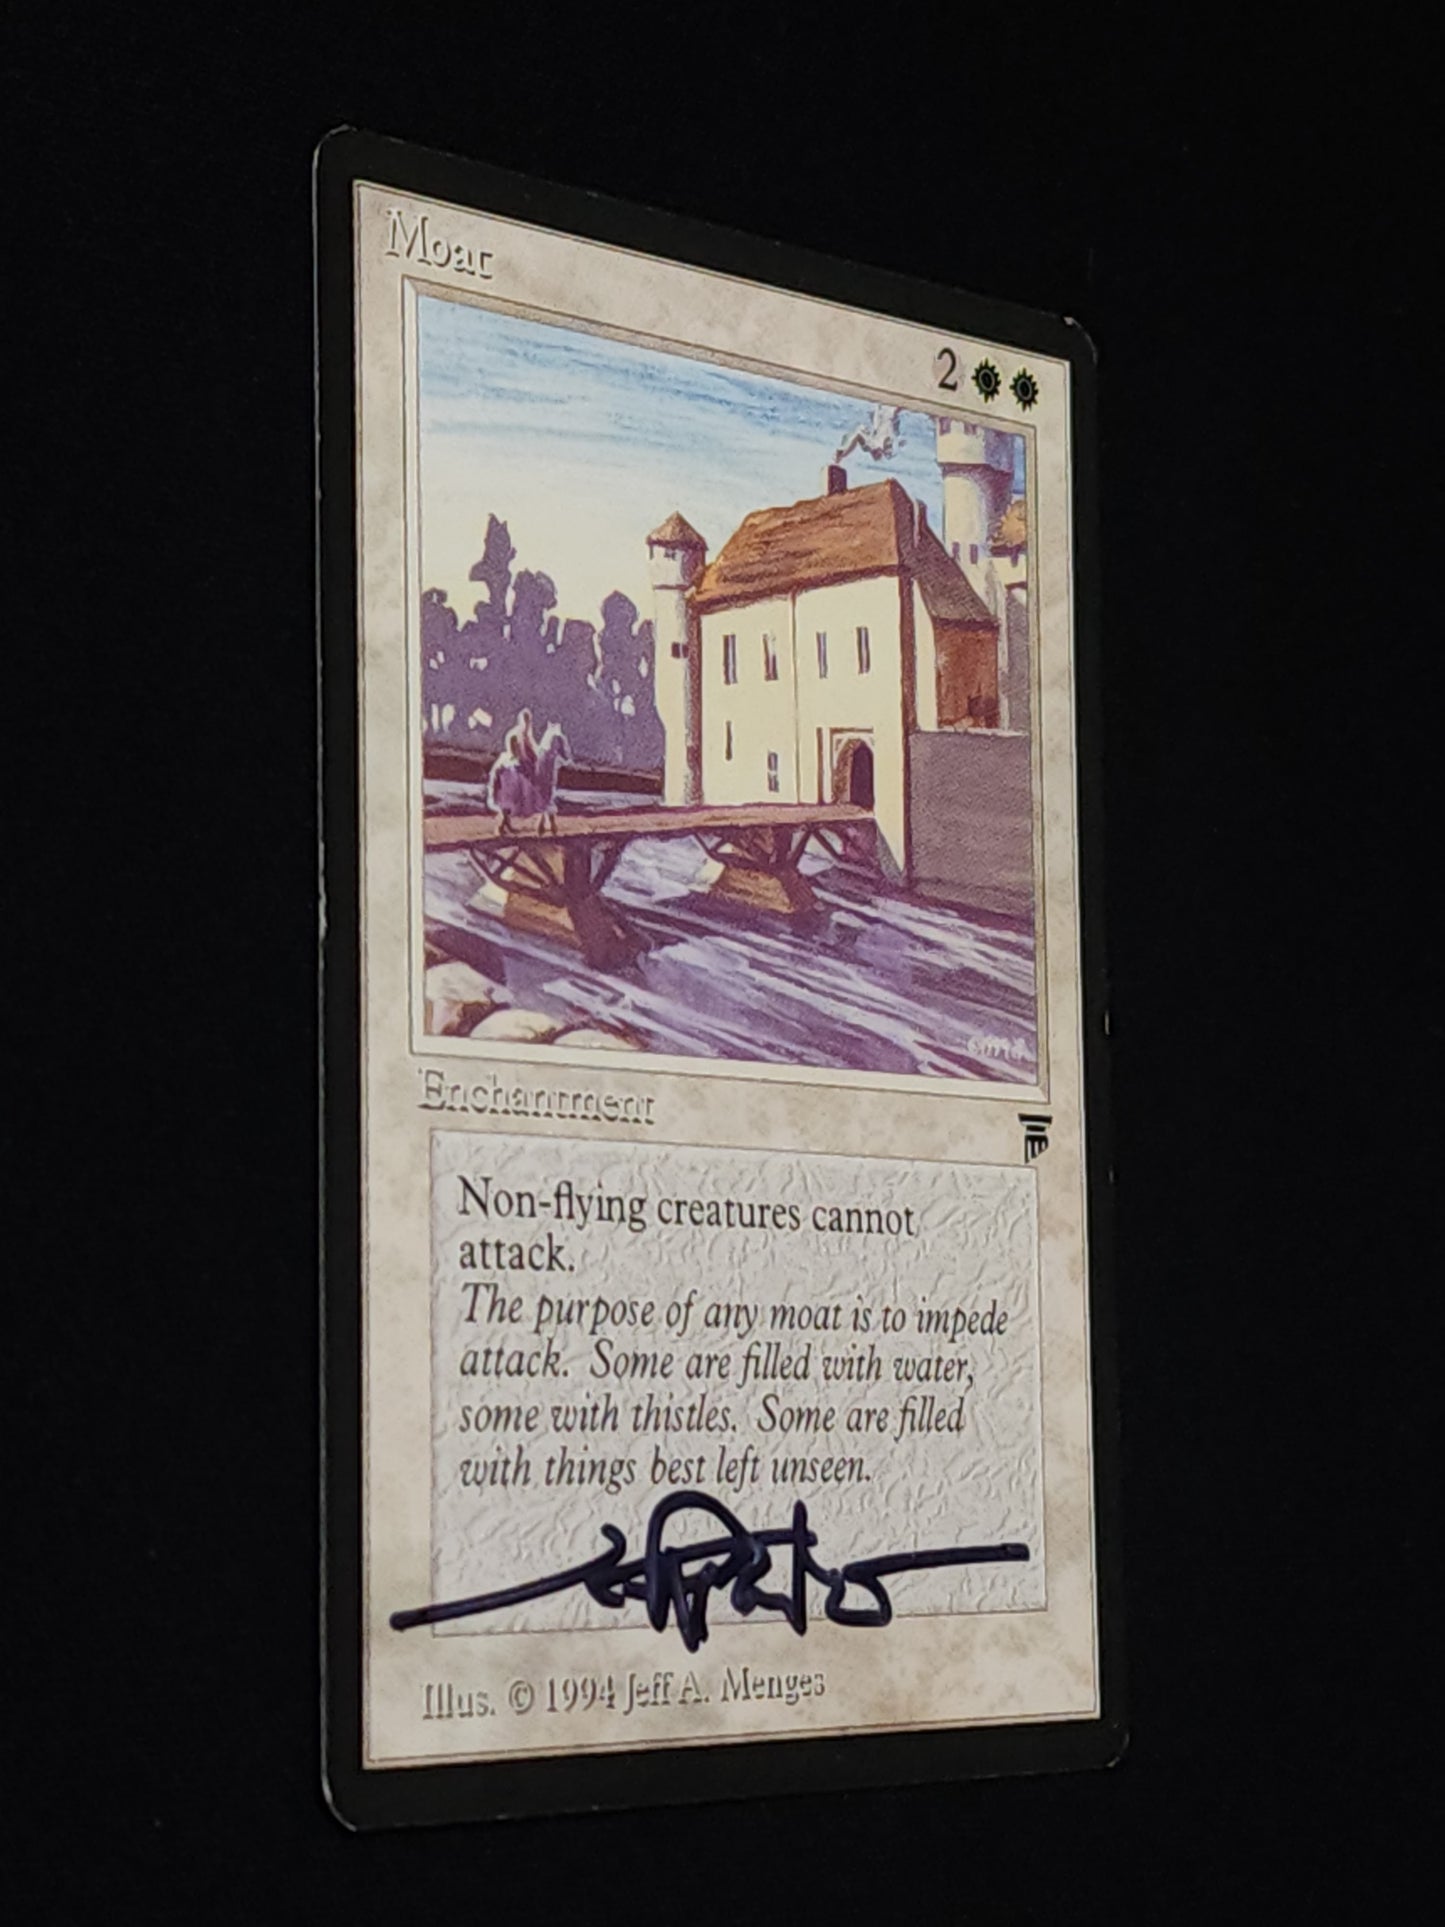 Moat
2
Enchantment
Non-flying creatures cannot
attack.
The purpose of any moat is to impede
attack. Some are filled with water,
some with thistles. Some are filled
with things best left unseen.
Illus. © 1994 Jeff A. Menges